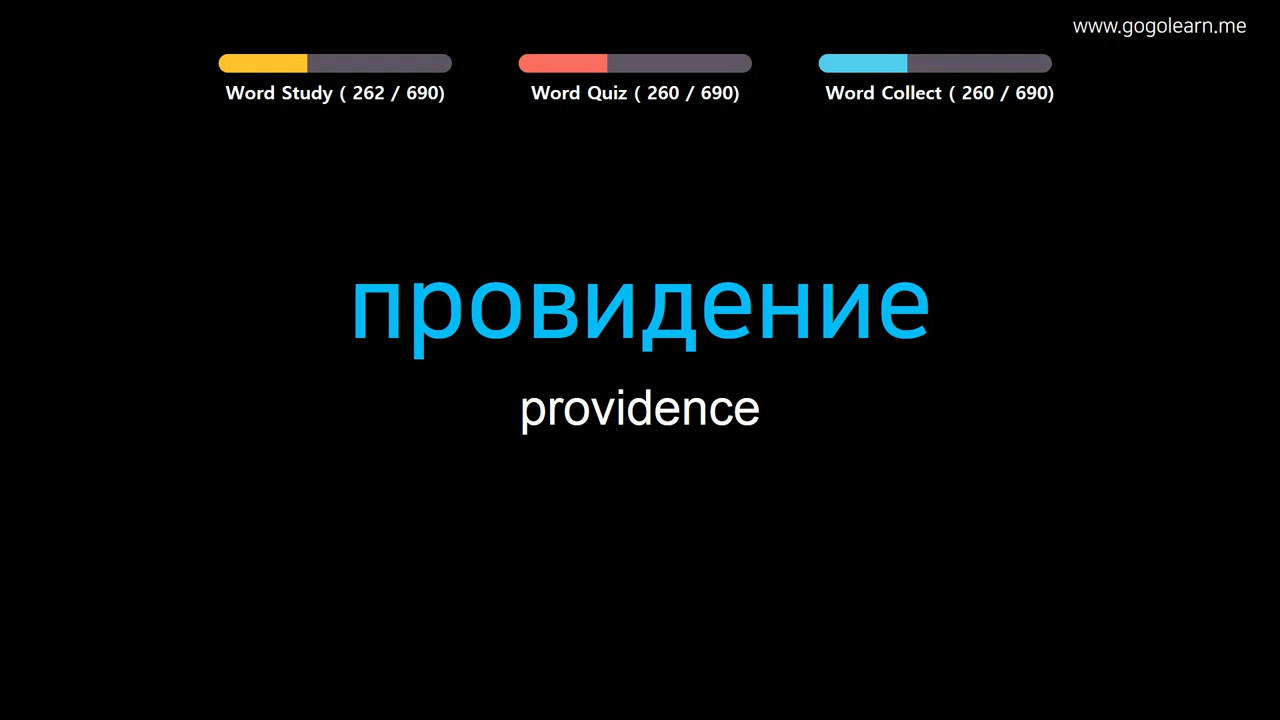 www.gogolearn.me
Word Study ( 262 / 690)
Word Quiz ( 260 / 690)
Word Collect ( 260 / 690)
провидение
providence